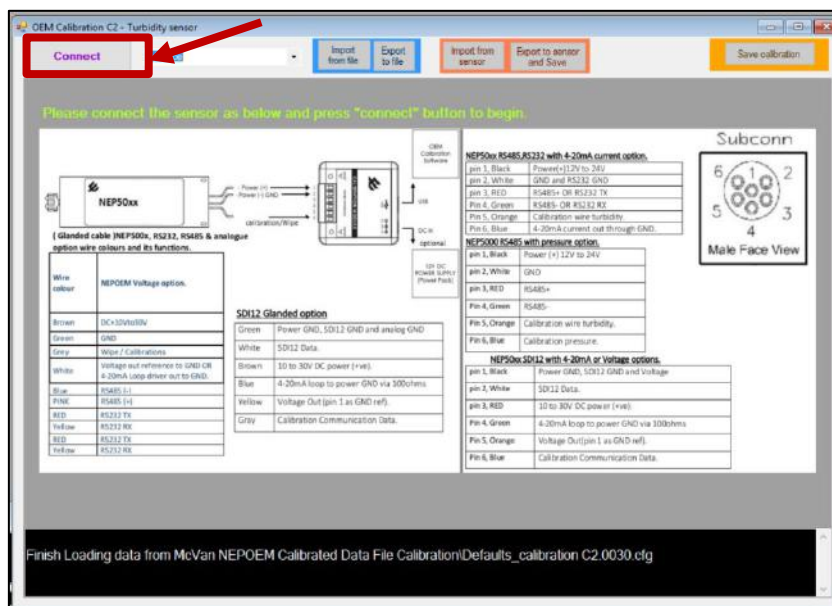 OEM Calibration C2 - Turbidity sensor
Connect
Import from file
Export to file
Import from sensor
Export to sensor and Save
Save calibration
Please connect the sensor as below and press "connect" button to begin.
NEP50xx
- Power (+)
- Power (-) GND
calibration/Wipe
OEM
Calibration
Software
USB
DC in
optional
12V DC
POWER SUPPLY
(Power Pack)
( Glanded cable )NEP500x, RS232, RS485 & analogue
option wire colours and its functions.
Wire colour NEPOEM Voltage option.
Brown DC+10Vto30V
Green GND
Grey Wipe / Calibrations
White Voltage out reference to GND OR
4-20mA Loop driver out to GND.
Blue RS485 (-)
PINK RS485 (+)
RED RS232 TX
Yellow RS232 RX
RED RS232 TX
Yellow RS232 RX
SDI12 Glanded option
Green Power GND, SDI12 GND and analog GND
White SDI12 Data.
Brown 10 to 30V DC power (+ve).
Blue 4-20mA loop to power GND via 100ohms
Yellow Voltage Out (pin 1 as GND ref).
Gray Calibration Communication Data.
NEP50xx RS485,RS232 with 4-20mA current option.
pin 1, Black Power(+)12V to 24V
pin 2, White GND and RS232 GND
pin 3, RED RS485+ OR RS232 TX
Pin 4, Green RS485- OR RS232 RX
Pin 5, Orange Calibration wire turbidity.
Pin 6, Blue 4-20mA current out through GND.
NEP5000 RS485 with pressure option.
pin 1, Black Power (+) 12V to 24V
pin 2, White GND
pin 3, RED RS485+
Pin 4, Green RS485-
Pin 5, Orange Calibration wire turbidity.
Pin 6, Blue Calibration pressure.
NEP50xx SDI12 with 4-20mA or Voltage options.
pin 1, Black Power GND, SDI12 GND and Voltage
pin 2, White SDI12 Data.
pin 3, RED 10 to 30V DC power (+ve).
Pin 4, Green 4-20mA loop to power GND via 100ohms
Pin 5, Orange Voltage Out(pin 1 as GND ref).
Pin 6, Blue Calibration Communication Data.
Subconn
6 1 2
5 3
4
Male Face View
Finish Loading data from McVan NEPOEM Calibrated Data File Calibration\Defaults_calibration C2.0030.cfg